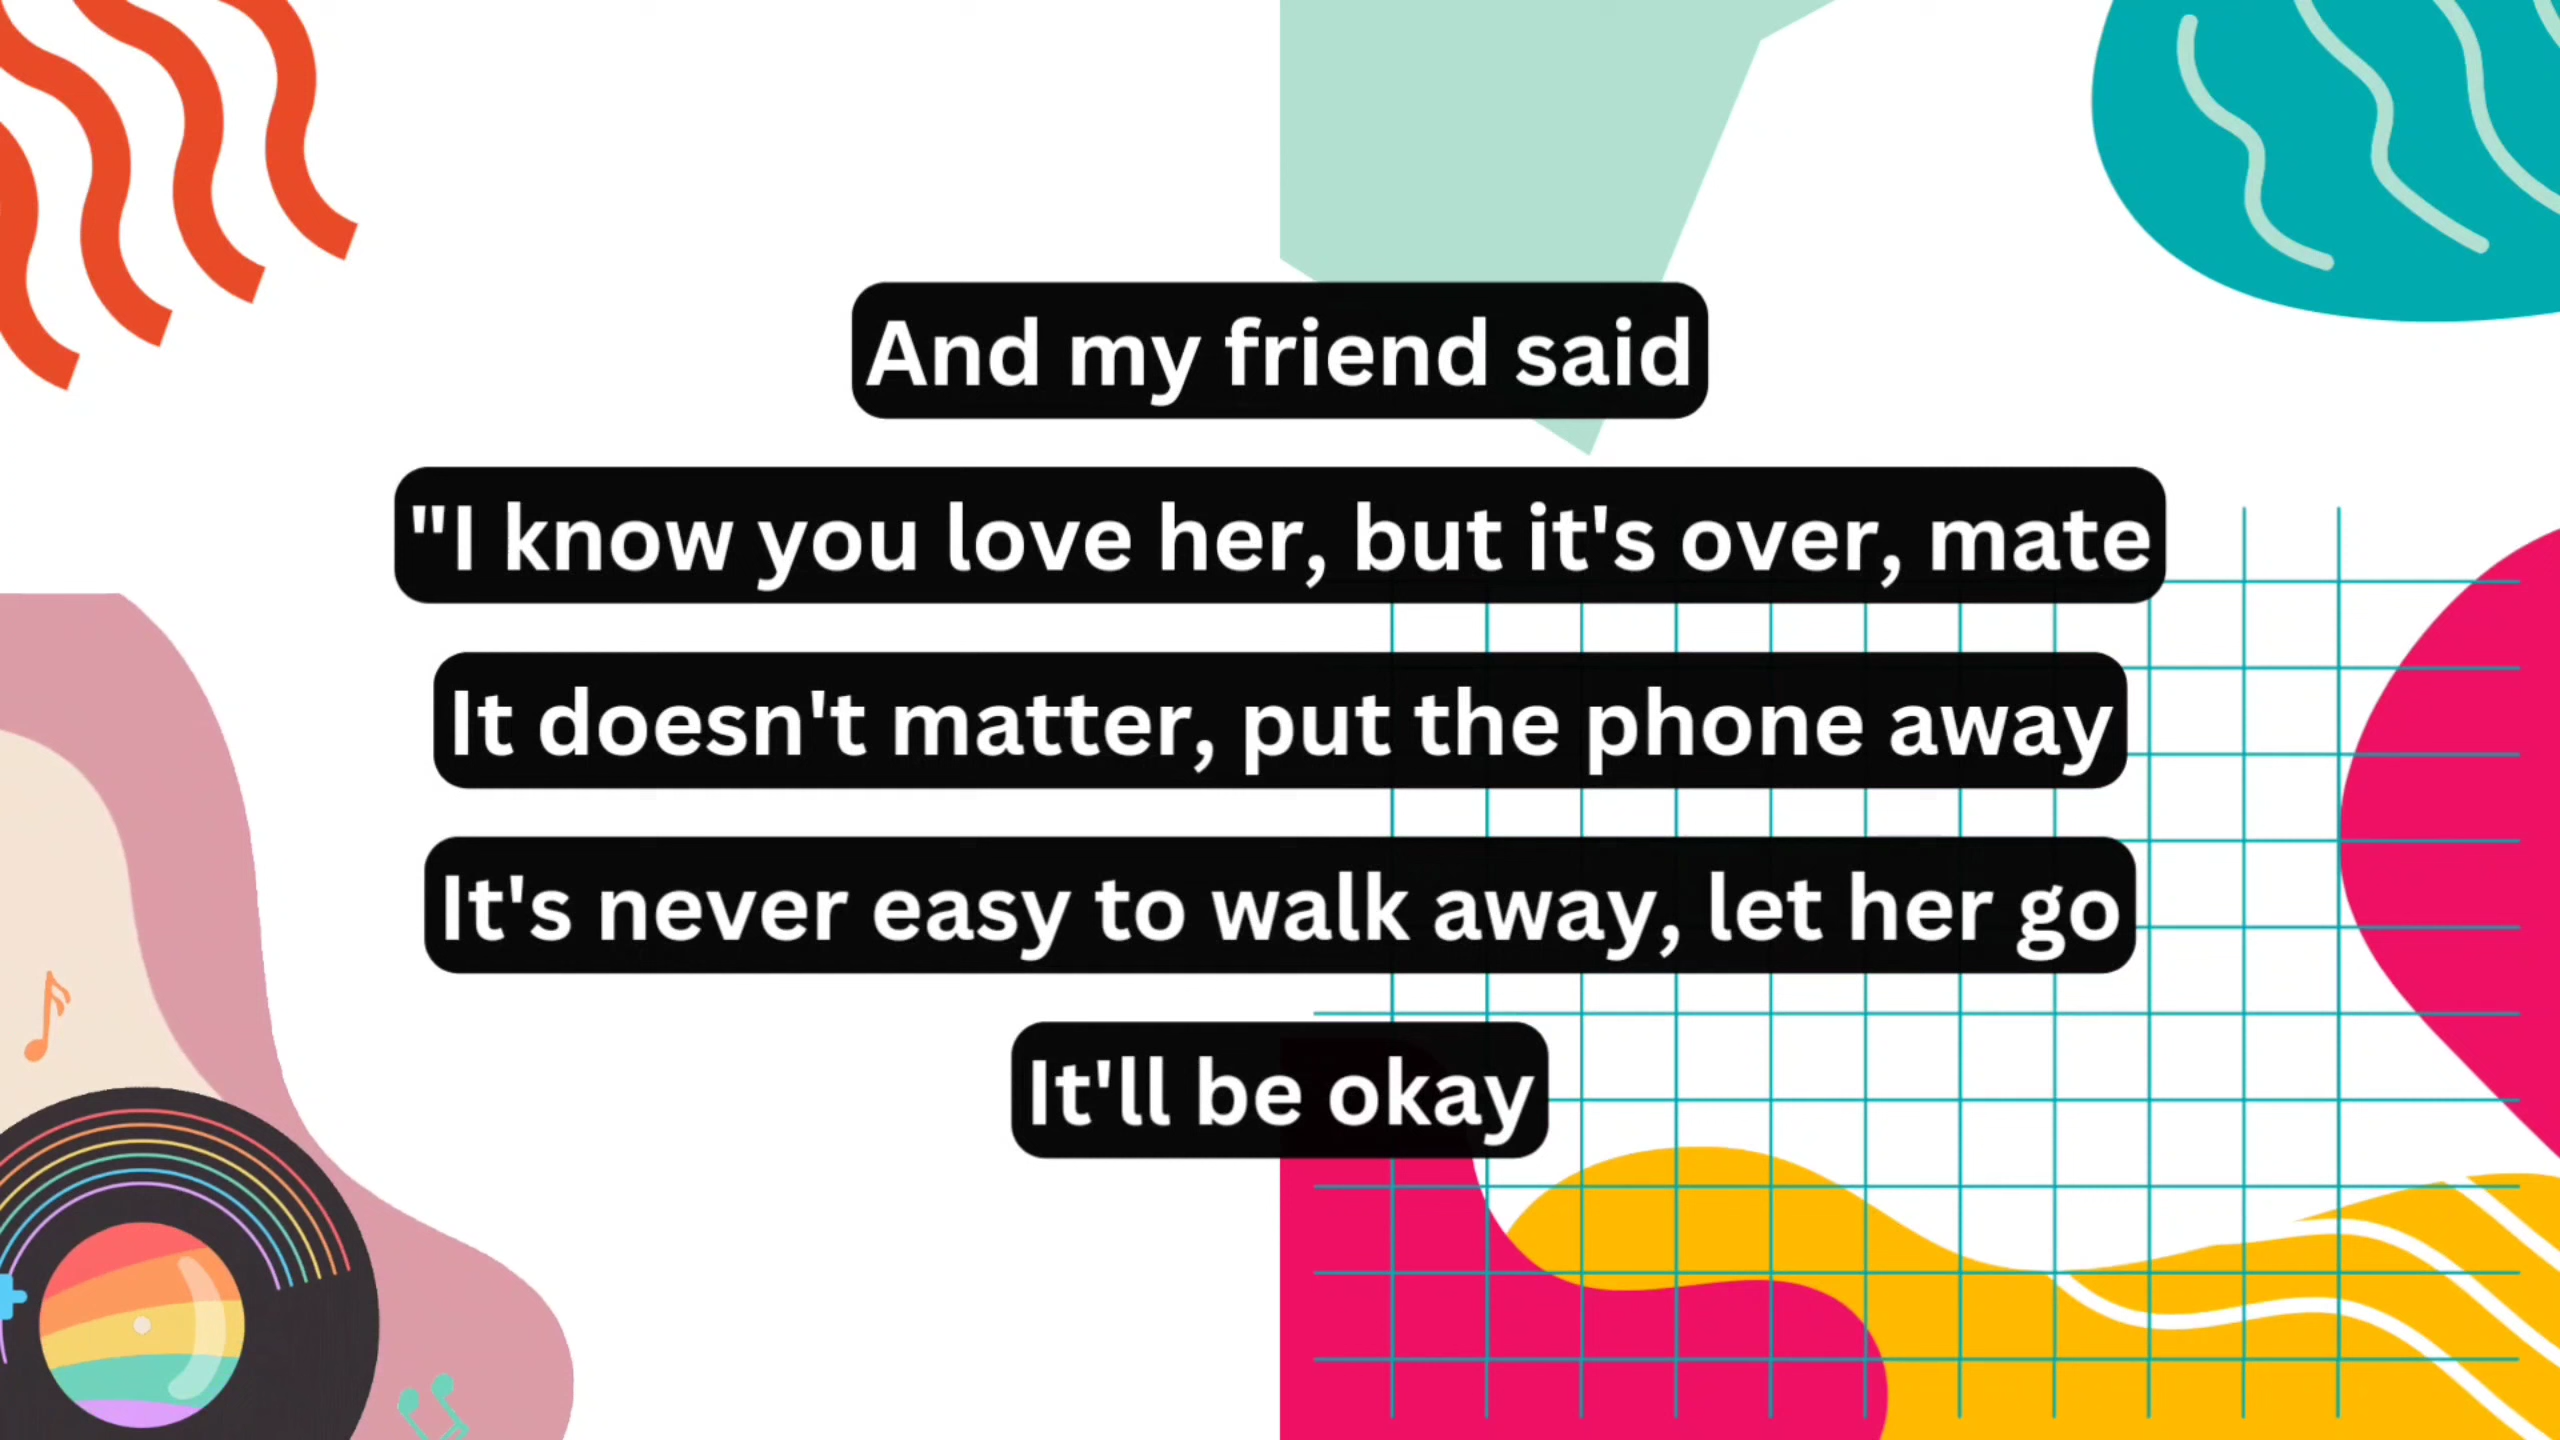 And my friend said
"I know you love her, but it's over, mate
It doesn't matter, put the phone away
It's never easy to walk away, let her go
It'll be okay